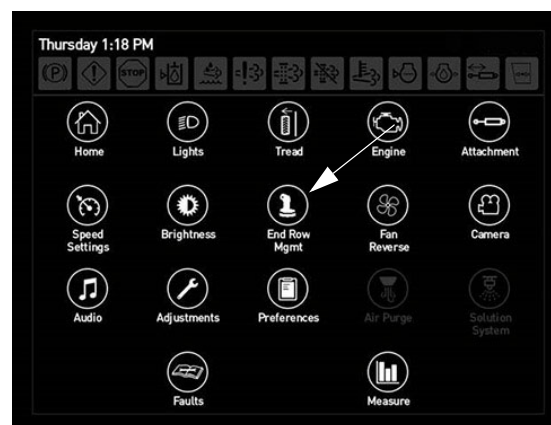 Thursday 1:18 PM
P
STOP
Home
Lights
Tread
Engine
Attachment
Speed
Settings
Brightness
End Row
Mgmt
Fan
Reverse
Camera
Audio
Adjustments
Preferences
Air Purge
Solution
System
Faults
Measure